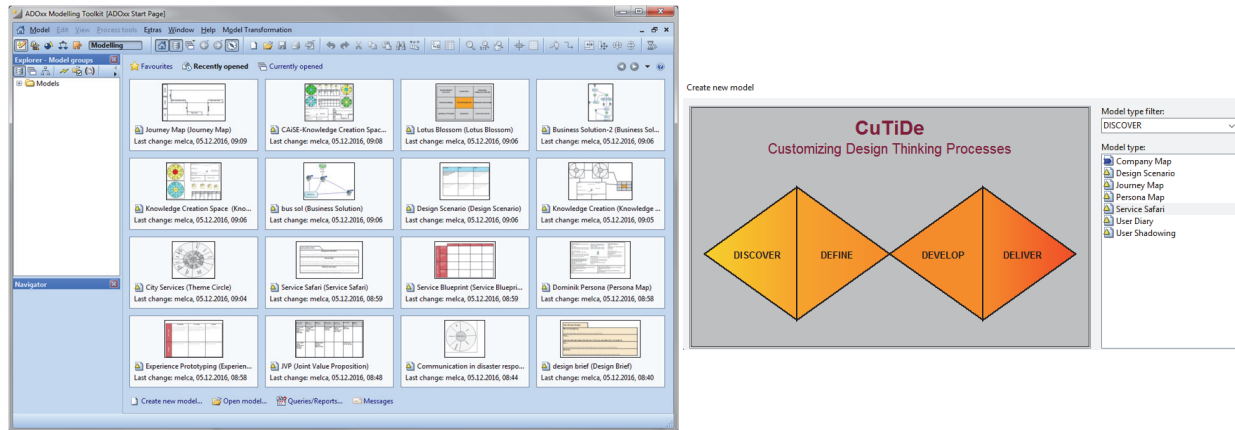 ADOxx Modelling Toolkit [ADOxx Start Page]
Model Edit View Process tools Extras Window Help Model Transformation
Modelling
Explorer - Model groups
Models
Navigator
Favourites Recently opened Currently opened
Journey Map (Journey Map)
Last change: melca, 05.12.2016, 09:09
CAiSE-Knowledge Creation Spac...
Last change: melca, 05.12.2016, 09:08
Lotus Blossom (Lotus Blossom)
Last change: melca, 05.12.2016, 09:06
Business Solution-2 (Business Sol...
Last change: melca, 05.12.2016, 09:06
Knowledge Creation Space (Kno...
Last change: melca, 05.12.2016, 09:06
bus sol (Business Solution)
Last change: melca, 05.12.2016, 09:06
Design Scenario (Design Scenario)
Last change: melca, 05.12.2016, 09:06
Knowledge Creation (Knowledge ...
Last change: melca, 05.12.2016, 09:05
City Services (Theme Circle)
Last change: melca, 05.12.2016, 09:04
Service Safari (Service Safari)
Last change: melca, 05.12.2016, 08:59
Service Blueprint (Service Bluepri...
Last change: melca, 05.12.2016, 08:59
Dominik Persona (Persona Map)
Last change: melca, 05.12.2016, 08:58
Experience Prototyping (Experien...
Last change: melca, 05.12.2016, 08:58
JVP (Joint Value Proposition)
Last change: melca, 05.12.2016, 08:48
Communication in disaster respo...
Last change: melca, 05.12.2016, 08:44
design brief (Design Brief)
Last change: melca, 05.12.2016, 08:40
Create new model... Open model... Queries/Reports... Messages
Create new model
CuTiDe
Customizing Design Thinking Processes
DISCOVER DEFINE DEVELOP DELIVER
Model type filter:
DISCOVER
Model type:
Company Map
Design Scenario
Journey Map
Persona Map
Service Safari
User Diary
User Shadowing